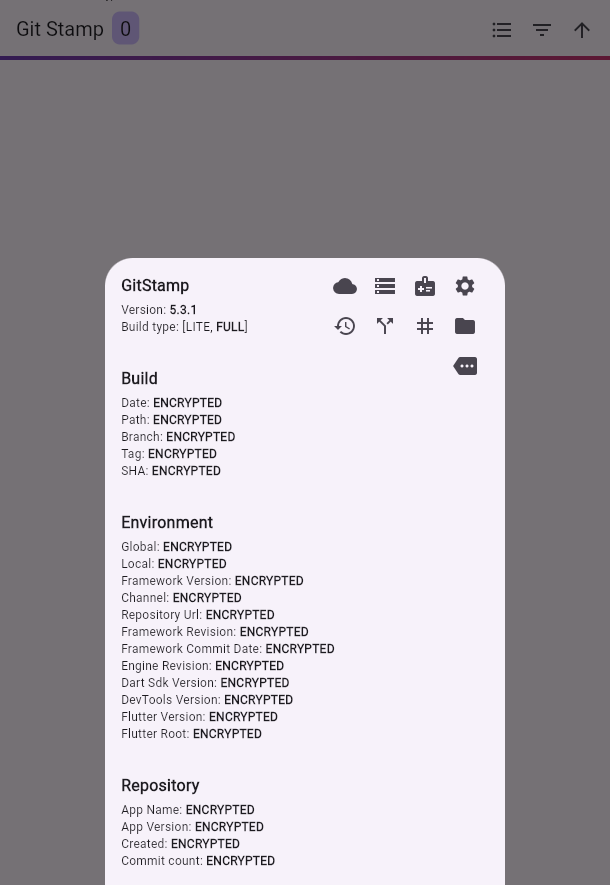 Git Stamp 0
GitStamp
Version: 5.3.1
Build type: [LITE, FULL]
Build
Date: ENCRYPTED
Path: ENCRYPTED
Branch: ENCRYPTED
Tag: ENCRYPTED
SHA: ENCRYPTED
Environment
Global: ENCRYPTED
Local: ENCRYPTED
Framework Version: ENCRYPTED
Channel: ENCRYPTED
Repository Url: ENCRYPTED
Framework Revision: ENCRYPTED
Framework Commit Date: ENCRYPTED
Engine Revision: ENCRYPTED
Dart Sdk Version: ENCRYPTED
DevTools Version: ENCRYPTED
Flutter Version: ENCRYPTED
Flutter Root: ENCRYPTED
Repository
App Name: ENCRYPTED
App Version: ENCRYPTED
Created: ENCRYPTED
Commit count: ENCRYPTED